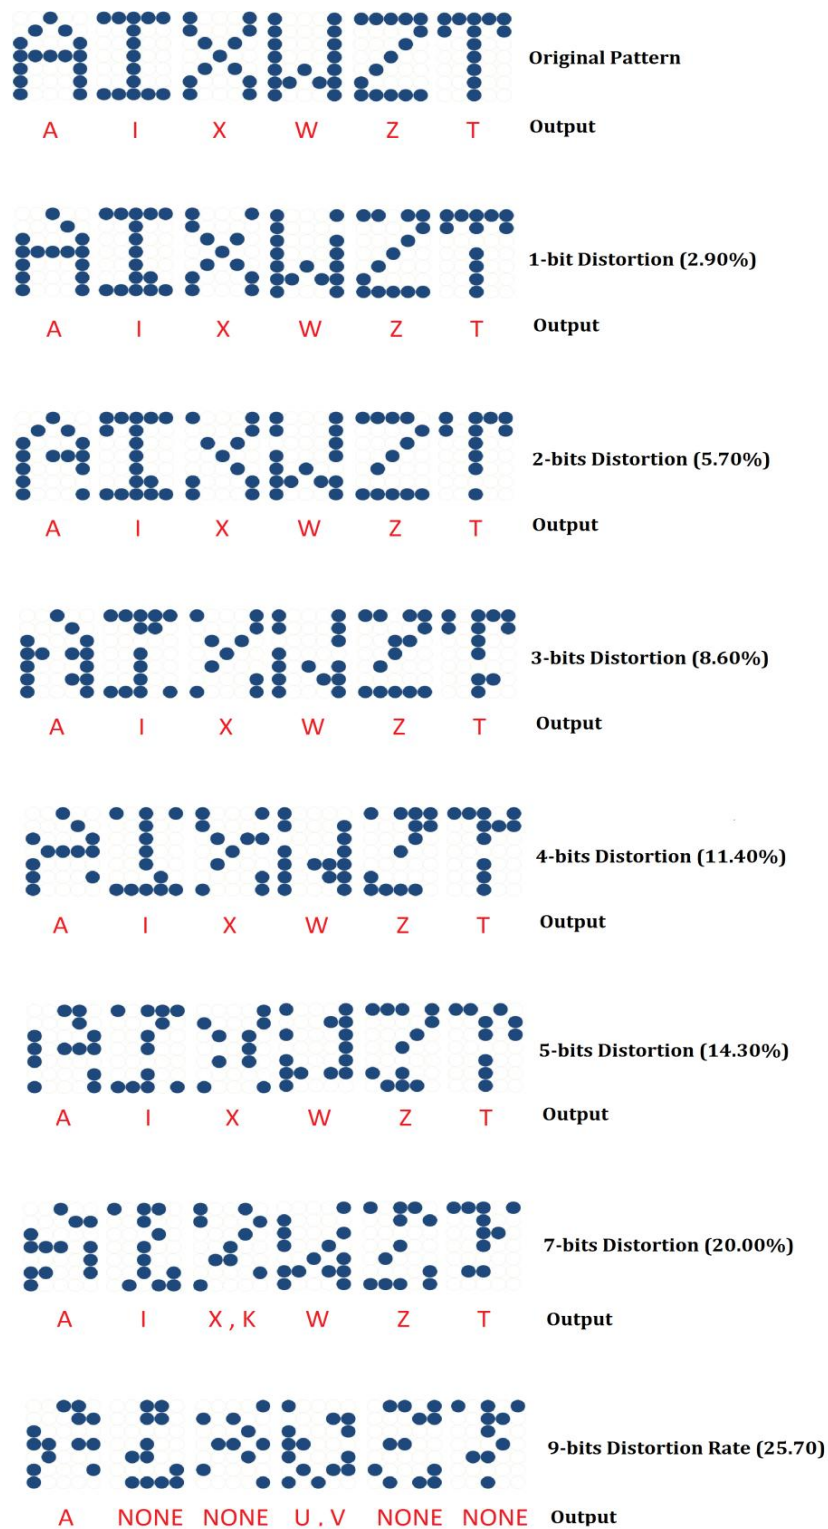 A I X W Z T
Original Pattern
A I X W Z T Output
1-bit Distortion (2.90%)
A I X W Z T Output
2-bits Distortion (5.70%)
A I X W Z T Output
3-bits Distortion (8.60%)
A I X W Z T Output
4-bits Distortion (11.40%)
A I X W Z T Output
5-bits Distortion (14.30%)
A I X W Z T Output
7-bits Distortion (20.00%)
A I X , K W Z T Output
9-bits Distortion Rate (25.70)
A NONE NONE U , V NONE NONE Output